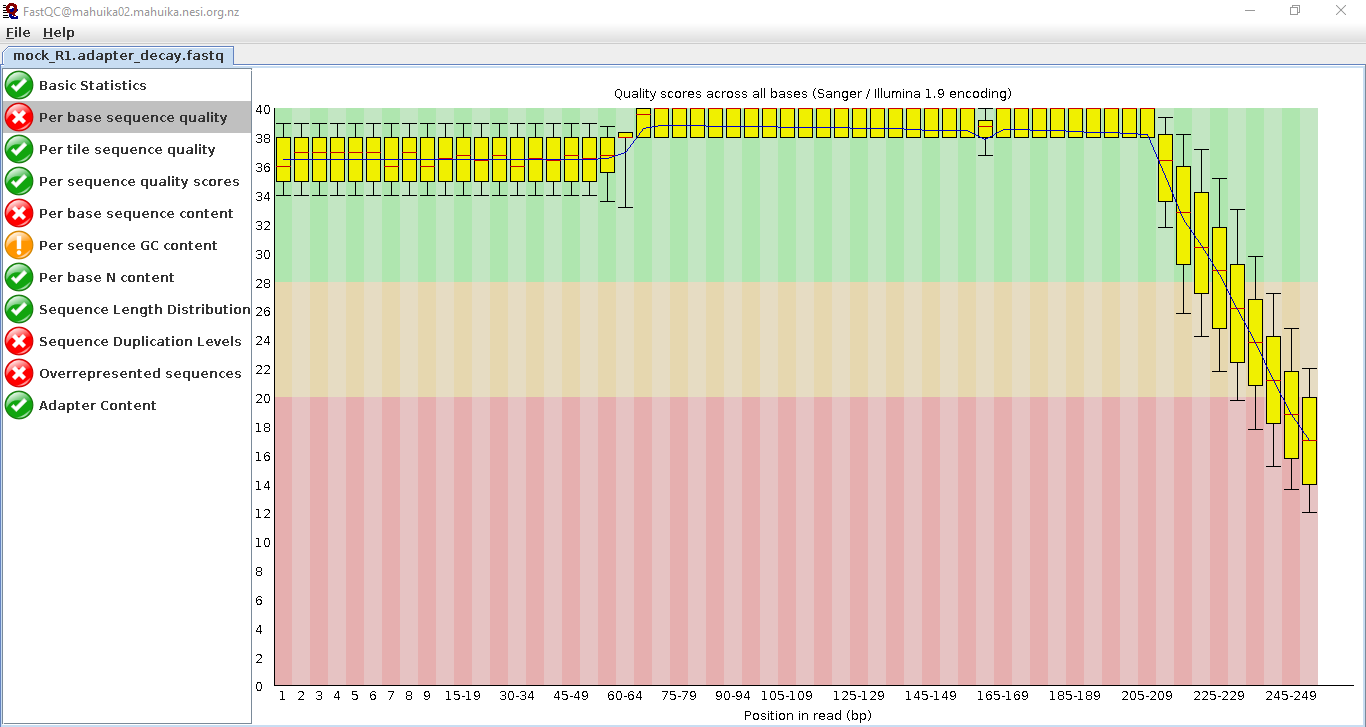 FastQC@mahuika02.mahuika.nesi.org.nz
File Help
mock_R1.adapter_decay.fastq
Basic Statistics
Per base sequence quality
Per tile sequence quality
Per sequence quality scores
Per base sequence content
Per sequence GC content
Per base N content
Sequence Length Distribution
Sequence Duplication Levels
Overrepresented sequences
Adapter Content
Quality scores across all bases (Sanger / Illumina 1.9 encoding)
40
38
36
34
32
30
28
26
24
22
20
18
16
14
12
10
8
6
4
2
0
1 2 3 4 5 6 7 8 9 15-19 30-34 45-49 60-64 75-79 90-94 105-109 125-129 145-149 165-169 185-189 205-209 225-229 245-249
Position in read (bp)